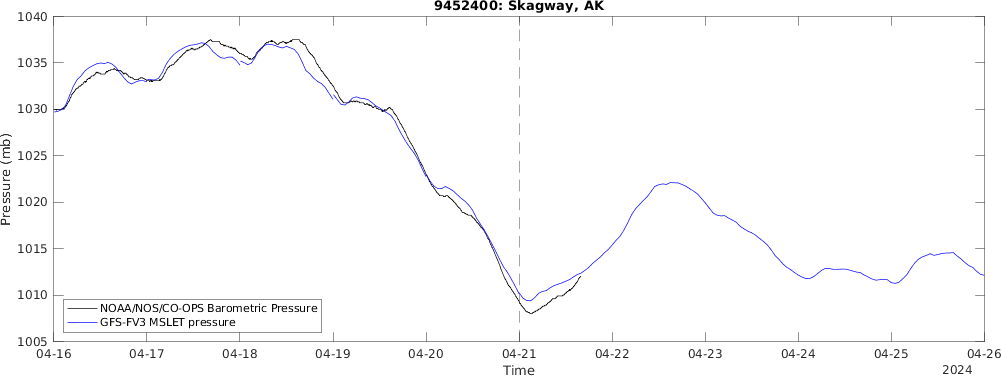 9452400: Skagway, AK
1040
1035
1030
1025
1020
1015
1010
1005
Pressure (mb)
NOAA/NOS/CO-OPS Barometric Pressure
GFS-FV3 MSLET pressure
04-16 04-17 04-18 04-19 04-20 04-21 04-22 04-23 04-24 04-25 04-26
Time
2024